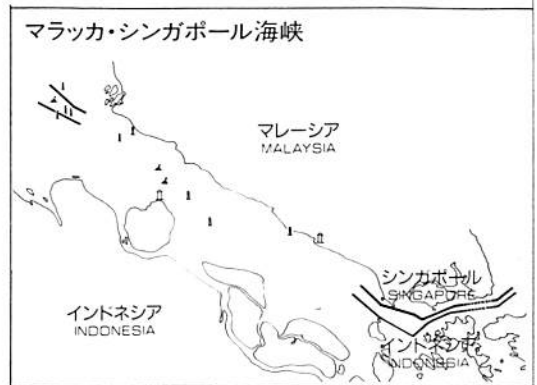 マラッカ・シンガポール海峡
マレーシア
MALAYSIA
シンガポール
SINGAPORE
インドネシア
INDONESIA
インドネシア
INDONESIA